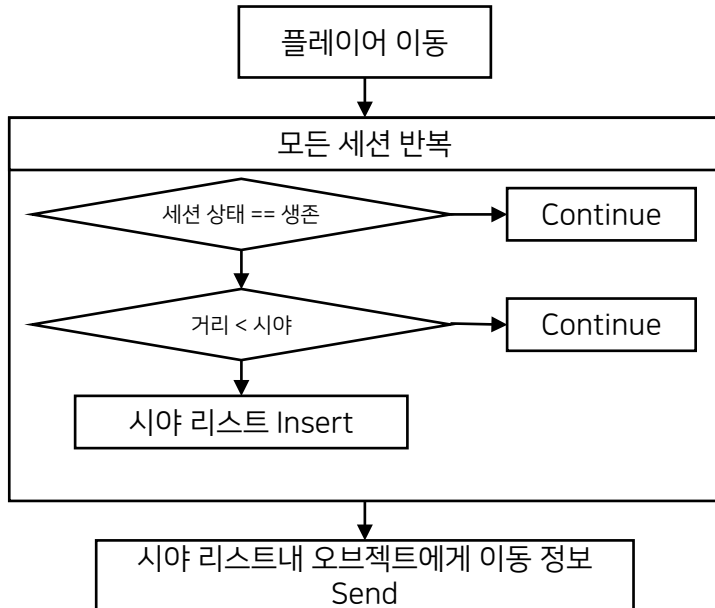 플레이어 이동
모든 세션 반복
세션 상태 == 생존
Continue
거리 < 시야
Continue
시야 리스트 Insert
시야 리스트내 오브젝트에게 이동 정보
Send